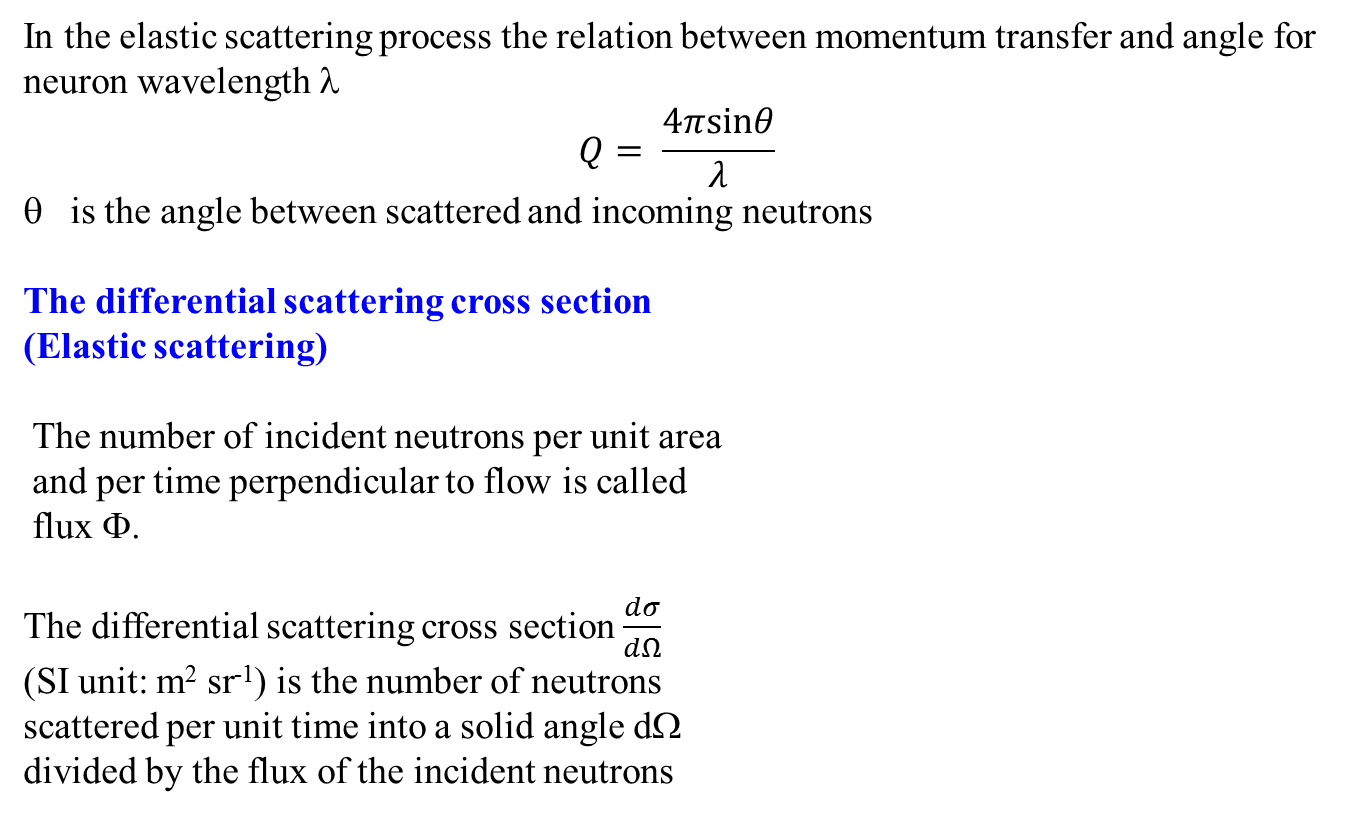 In the elastic scattering process the relation between momentum transfer and angle for
neuron wavelength λ
Q = 4πsinθ / λ
θ is the angle between scattered and incoming neutrons
The differential scattering cross section
(Elastic scattering)
The number of incident neutrons per unit area
and per time perpendicular to flow is called
flux Φ.
The differential scattering cross section dσ/dΩ
(SI unit: m² sr⁻¹) is the number of neutrons
scattered per unit time into a solid angle dΩ
divided by the flux of the incident neutrons